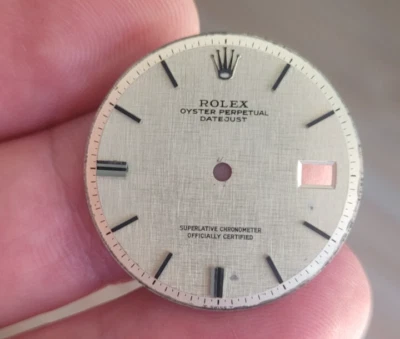 ROLEX
OYSTER PERPETUAL
DATEJUST
SUPERLATIVE CHRONOMETER
OFFICIALLY CERTIFIED